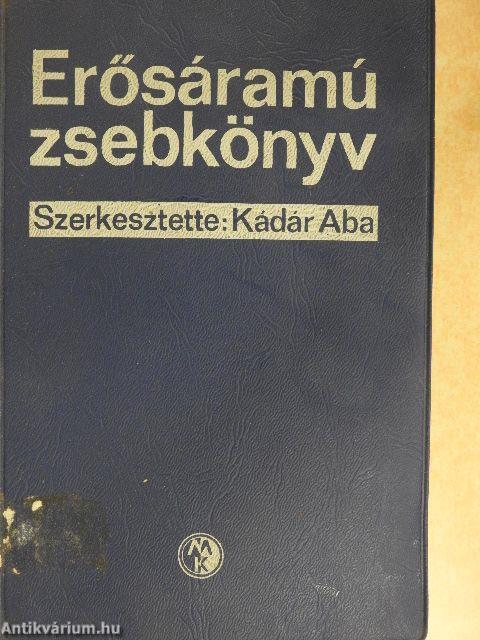 Erősáramú
zsebkönyv
Szerkesztette: Kádár Aba
MK
Antikvárium.hu